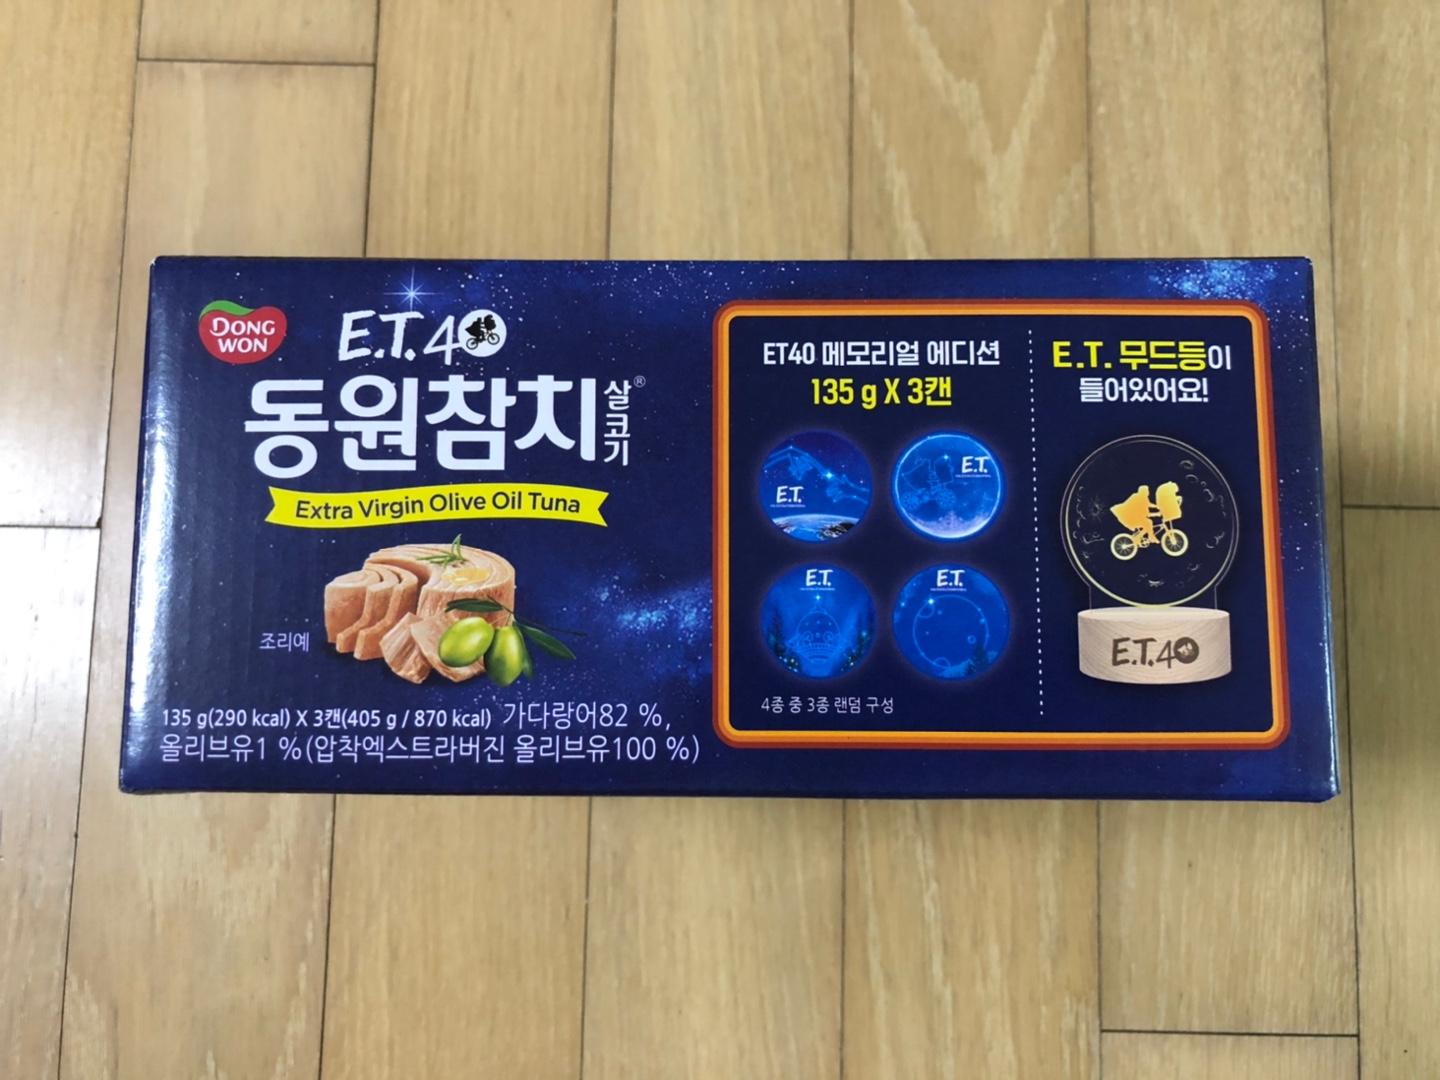 DONG
WON
E.T.40
동원참치 살코기®
Extra Virgin Olive Oil Tuna
조리예
135 g(290 kcal) X 3캔(405 g / 870 kcal) 가다랑어82 %,
올리브유1 %(압착엑스트라버진 올리브유100 %)
ET40 메모리얼 에디션
135 g X 3캔
E.T.
E.T.
E.T.
E.T.
4종 중 3종 랜덤 구성
E.T. 무드등이
들어있어요!
E.T.40